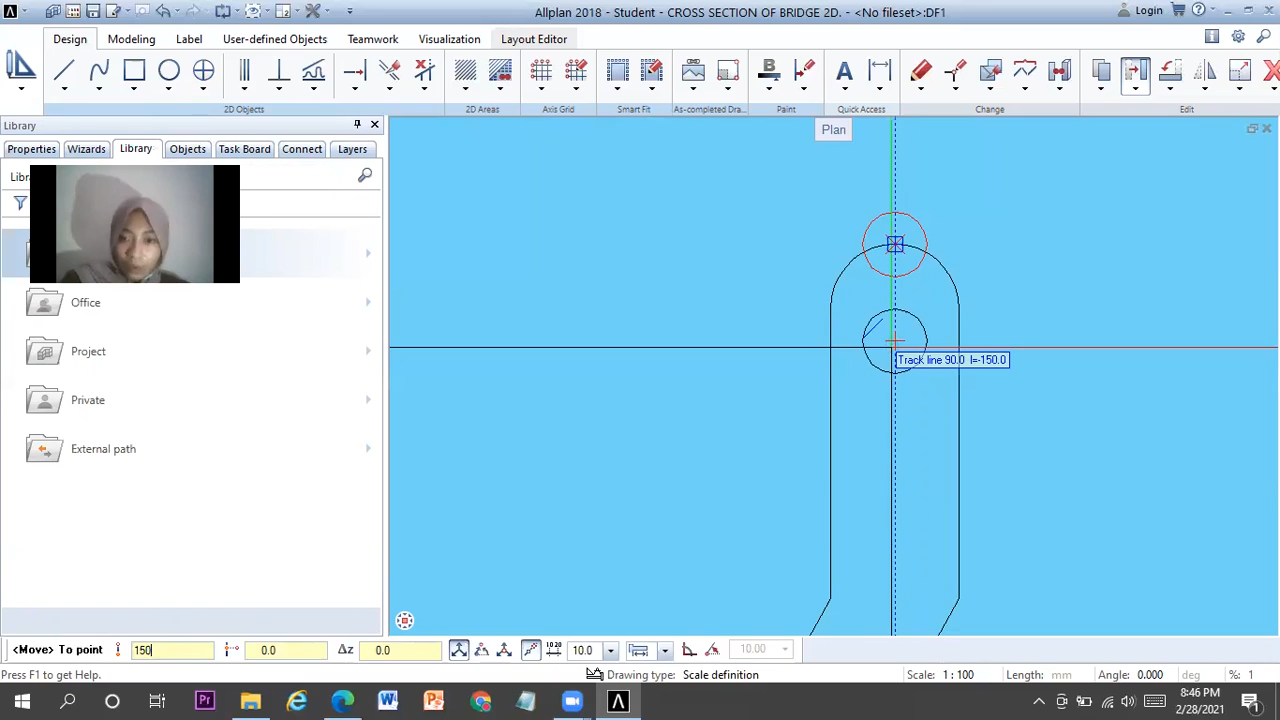 Allplan 2018 - Student - CROSS SECTION OF BRIDGE 2D. - <No fileset>:DF1
Login
Design Modeling Label User-defined Objects Teamwork Visualization Layout Editor
2D Objects 2D Areas Axis Grid Smart Fit As-completed Dra... Paint Quick Access Change Edit
Library
Plan
Properties Wizards Library Objects Task Board Connect Layers
Office
Project
Private
External path
Track line 90.0 l=-150.0
<Move> To point 150 0.0 Δz 0.0 10.0 10.00
Press F1 to get Help. Drawing type: Scale definition Scale: 1 : 100 Length: mm Angle: 0.000 deg %: 1
8:46 PM
2/28/2021